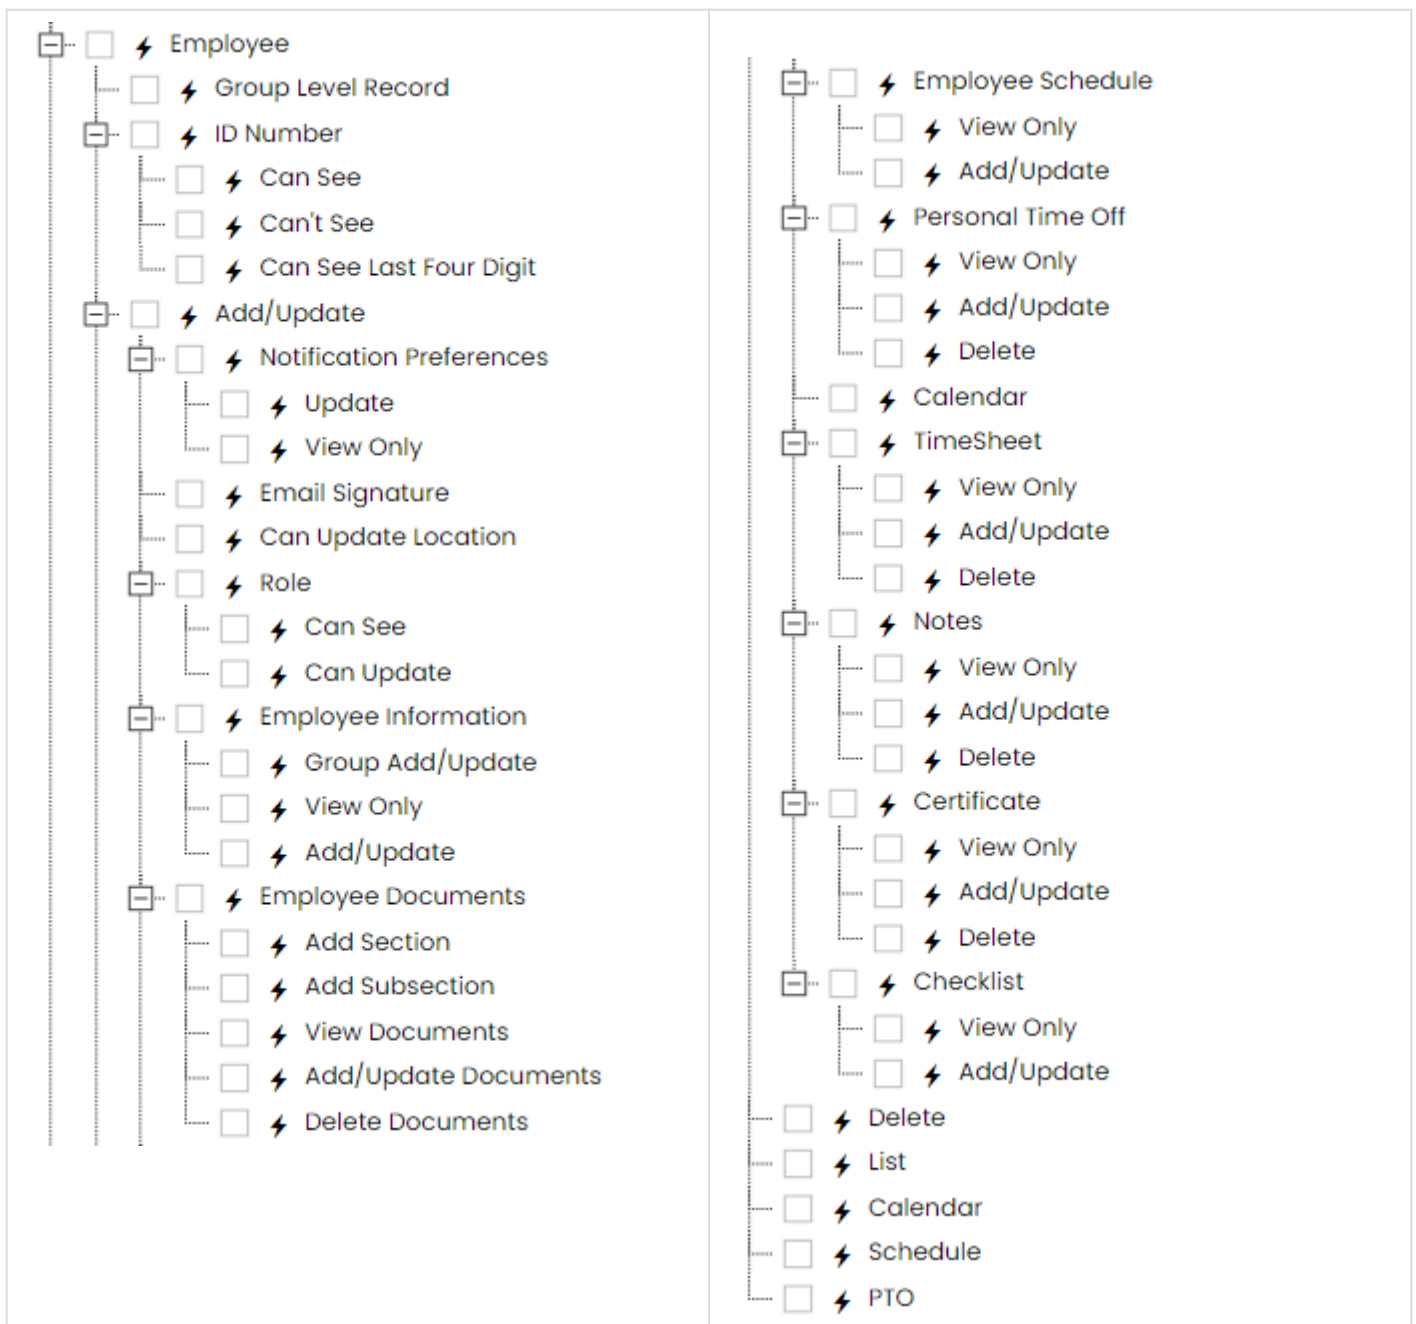 Employee
Group Level Record
ID Number
Can See
Can't See
Can See Last Four Digit
Add/Update
Notification Preferences
Update
View Only
Email Signature
Can Update Location
Role
Can See
Can Update
Employee Information
Group Add/Update
View Only
Add/Update
Employee Documents
Add Section
Add Subsection
View Documents
Add/Update Documents
Delete Documents
Employee Schedule
View Only
Add/Update
Personal Time Off
View Only
Add/Update
Delete
Calendar
TimeSheet
View Only
Add/Update
Delete
Notes
View Only
Add/Update
Delete
Certificate
View Only
Add/Update
Delete
Checklist
View Only
Add/Update
Delete
List
Calendar
Schedule
PTO